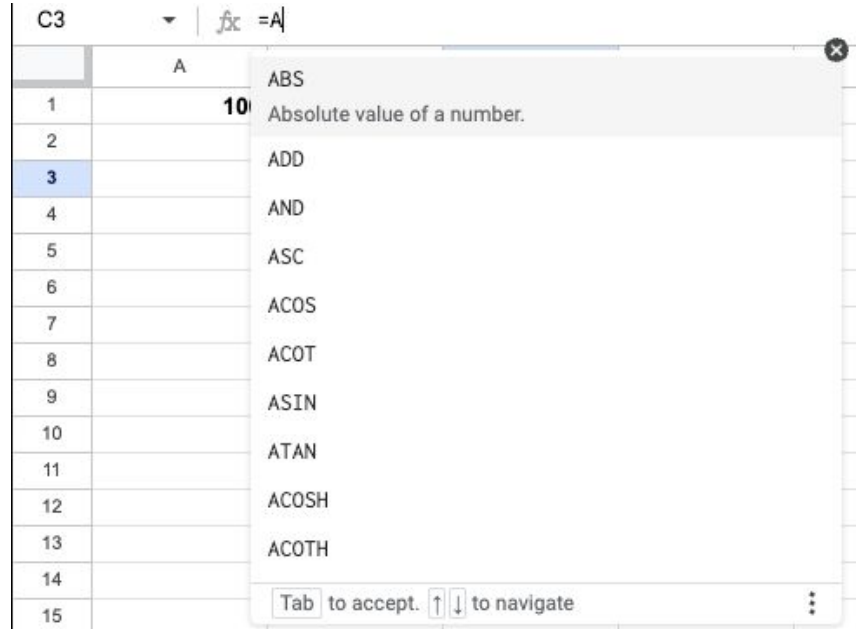 C3 fx =A
A
ABS
1 10 Absolute value of a number.
2 ADD
3
4 AND
5 ASC
6 ACOS
7
8 ACOT
9 ASIN
10 ATAN
11
12 ACOSH
13 ACOTH
14
Tab to accept. ↑ ↓ to navigate
15